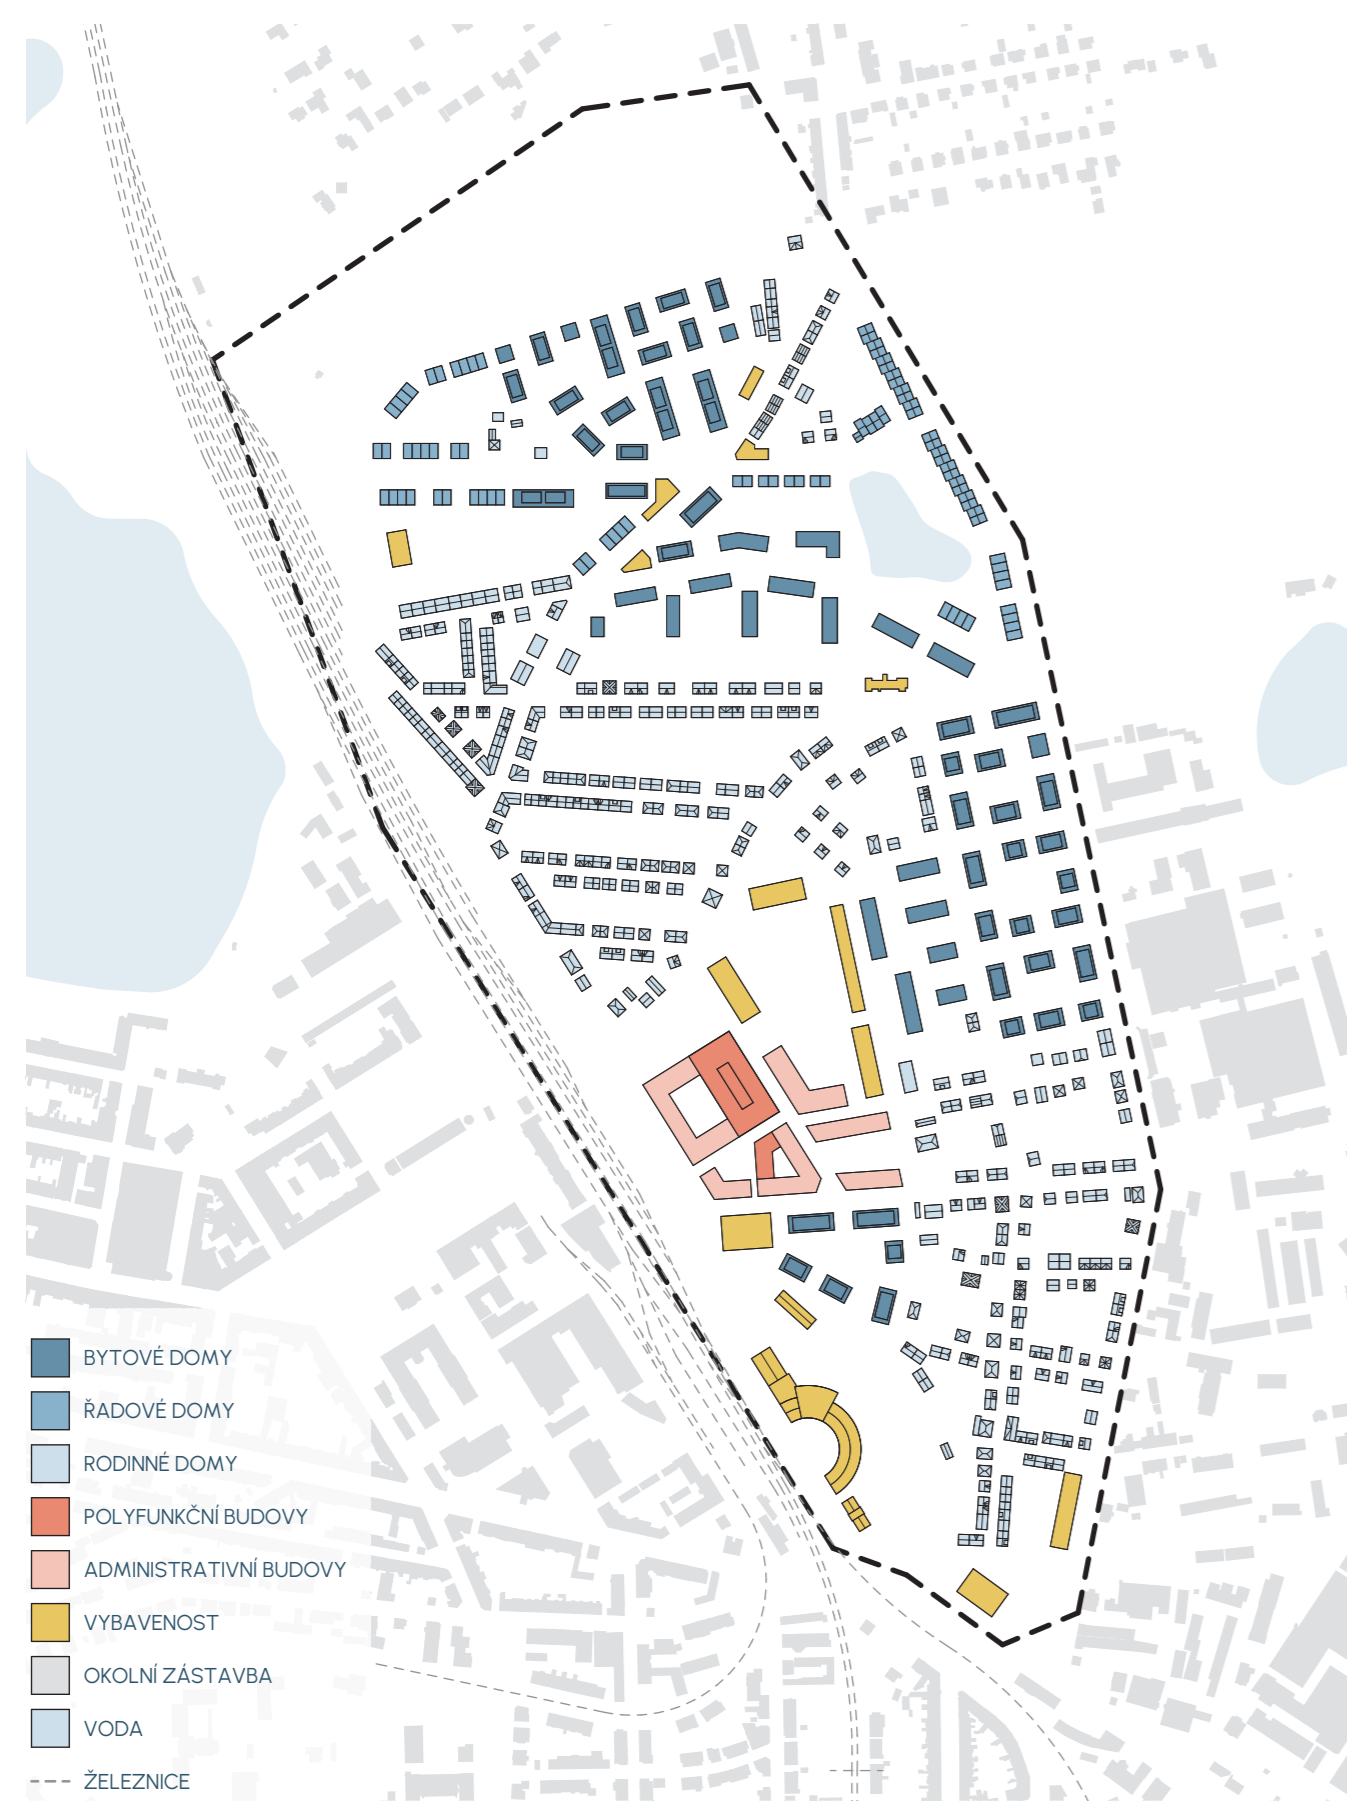 BYTOVÉ DOMY
ŘADOVÉ DOMY
RODINNÉ DOMY
POLYFUNKČNÍ BUDOVY
ADMINISTRATIVNÍ BUDOVY
VYBAVENOST
OKOLNÍ ZÁSTAVBA
VODA
ŽELEZNICE